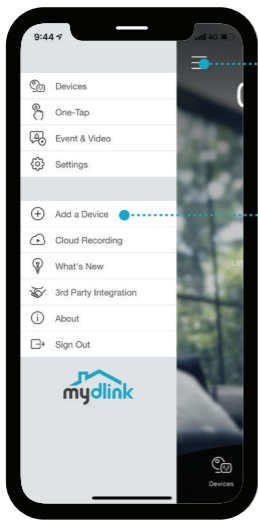 9:44
4G
Devices
One-Tap
Event & Video
Settings
Add a Device
Cloud Recording
What's New
3rd Party Integration
About
Sign Out
mydlink
Devices